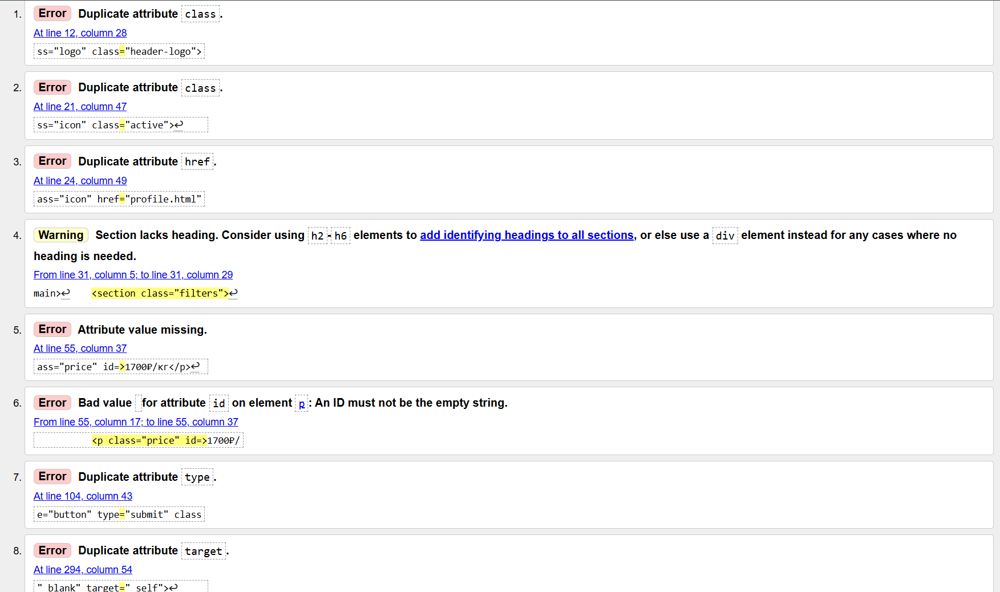 1. Error Duplicate attribute class.
At line 12, column 28
ss="logo" class="header-logo">
2. Error Duplicate attribute class.
At line 21, column 47
ss="icon" class="active">↩
3. Error Duplicate attribute href.
At line 24, column 49
ass="icon" href="profile.html"
4. Warning Section lacks heading. Consider using h2-h6 elements to add identifying headings to all sections, or else use a div element instead for any cases where no
heading is needed.
From line 31, column 5; to line 31, column 29
main>↩    <section class="filters">↩
5. Error Attribute value missing.
At line 55, column 37
ass="price" id=>1700₽/кг</p>↩
6. Error Bad value for attribute id on element p: An ID must not be the empty string.
From line 55, column 17; to line 55, column 37
<p class="price" id=>1700₽/
7. Error Duplicate attribute type.
At line 104, column 43
e="button" type="submit" class
8. Error Duplicate attribute target.
At line 294, column 54
"_blank" target="_self">↩